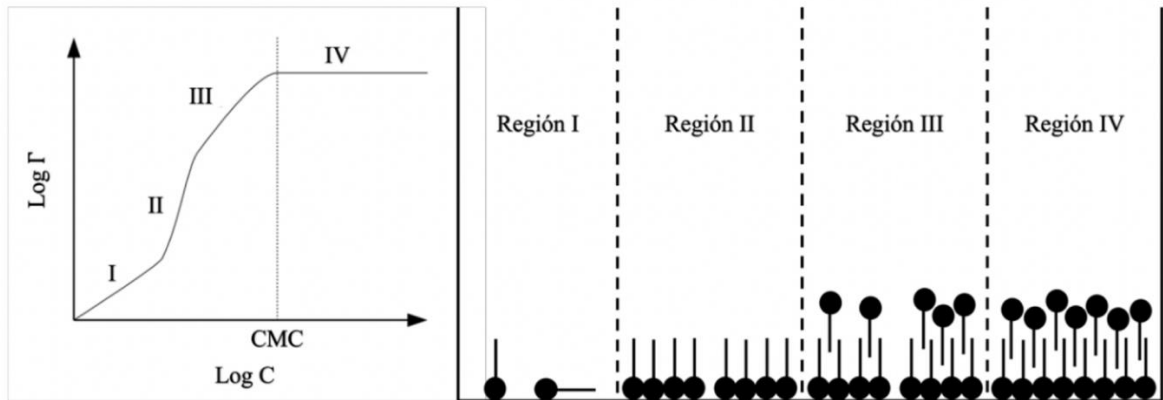 IV
III
II
I
Log Γ
CMC
Log C
Región I
Región II
Región III
Región IV